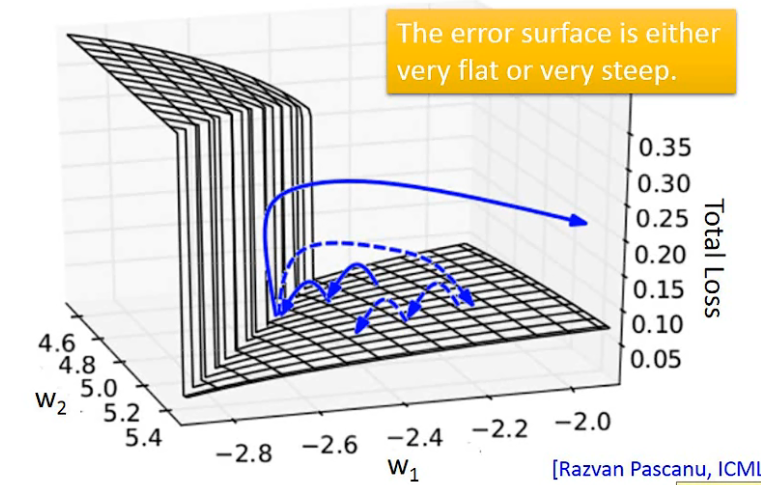 The error surface is either
very flat or very steep.
0.35
0.30
0.25
0.20
0.15
0.10
0.05
Total Loss
4.6
4.8
5.0
5.2
5.4
w₂
−2.8
−2.6
−2.4
−2.2
−2.0
w₁
[Razvan Pascanu, ICML